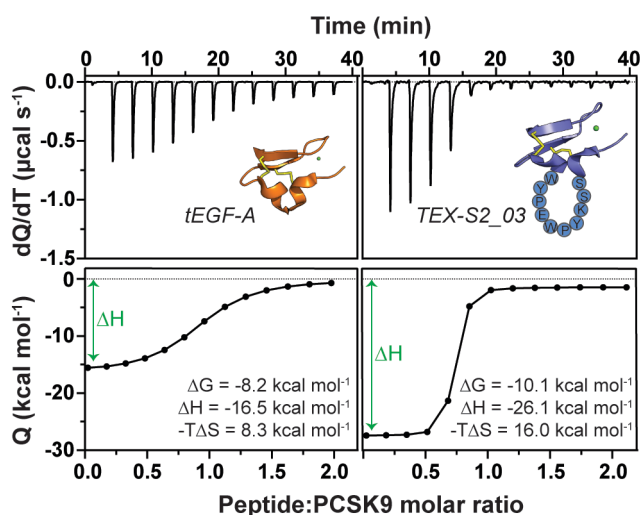 Time (min)
0 10 20 30 40 0 10 20 30 40
0.0
-0.5
-1.0
-1.5
dQ/dT (µcal s⁻¹)
tEGF-A
TEX-S2_03
W S
Y S
P K
E Y
W P
0
-10
-20
-30
Q (kcal mol⁻¹)
ΔH
ΔG = -8.2 kcal mol⁻¹
ΔH = -16.5 kcal mol⁻¹
-TΔS = 8.3 kcal mol⁻¹
ΔH
ΔG = -10.1 kcal mol⁻¹
ΔH = -26.1 kcal mol⁻¹
-TΔS = 16.0 kcal mol⁻¹
0.0 0.5 1.0 1.5 2.0 0.0 0.5 1.0 1.5 2.0
Peptide:PCSK9 molar ratio